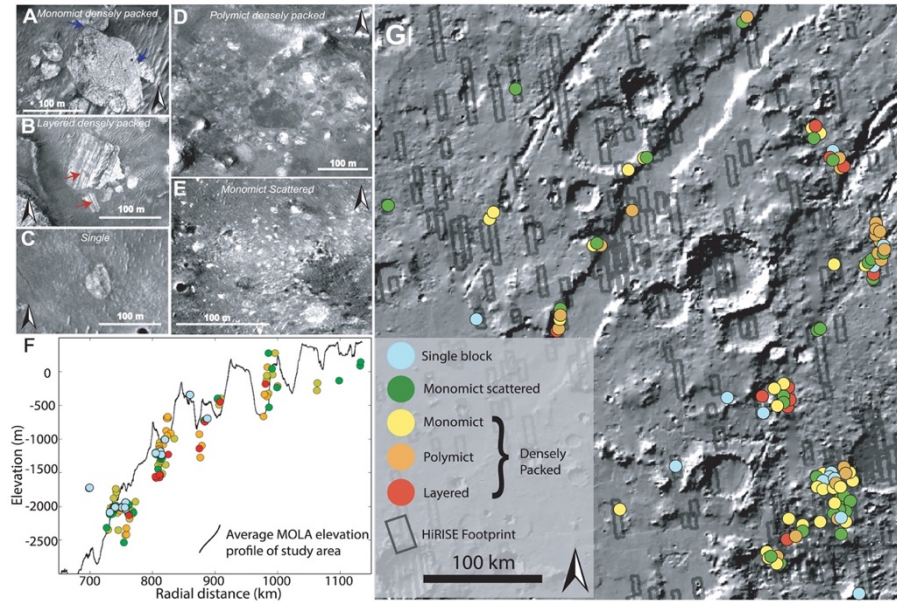 A
Monomict densely packed
100 m
B
Layered densely packed
100 m
C
Single
100 m
D
Polymict densely packed
100 m
E
Monomict Scattered
100 m
F
0
-500
-1000
-1500
-2000
-2500
Elevation (m)
700
800
900
1000
1100
Radial distance (km)
Average MOLA elevation
profile of study area
G
Single block
Monomict scattered
Monomict
Polymict
Layered
Densely
Packed
HiRISE Footprint
100 km